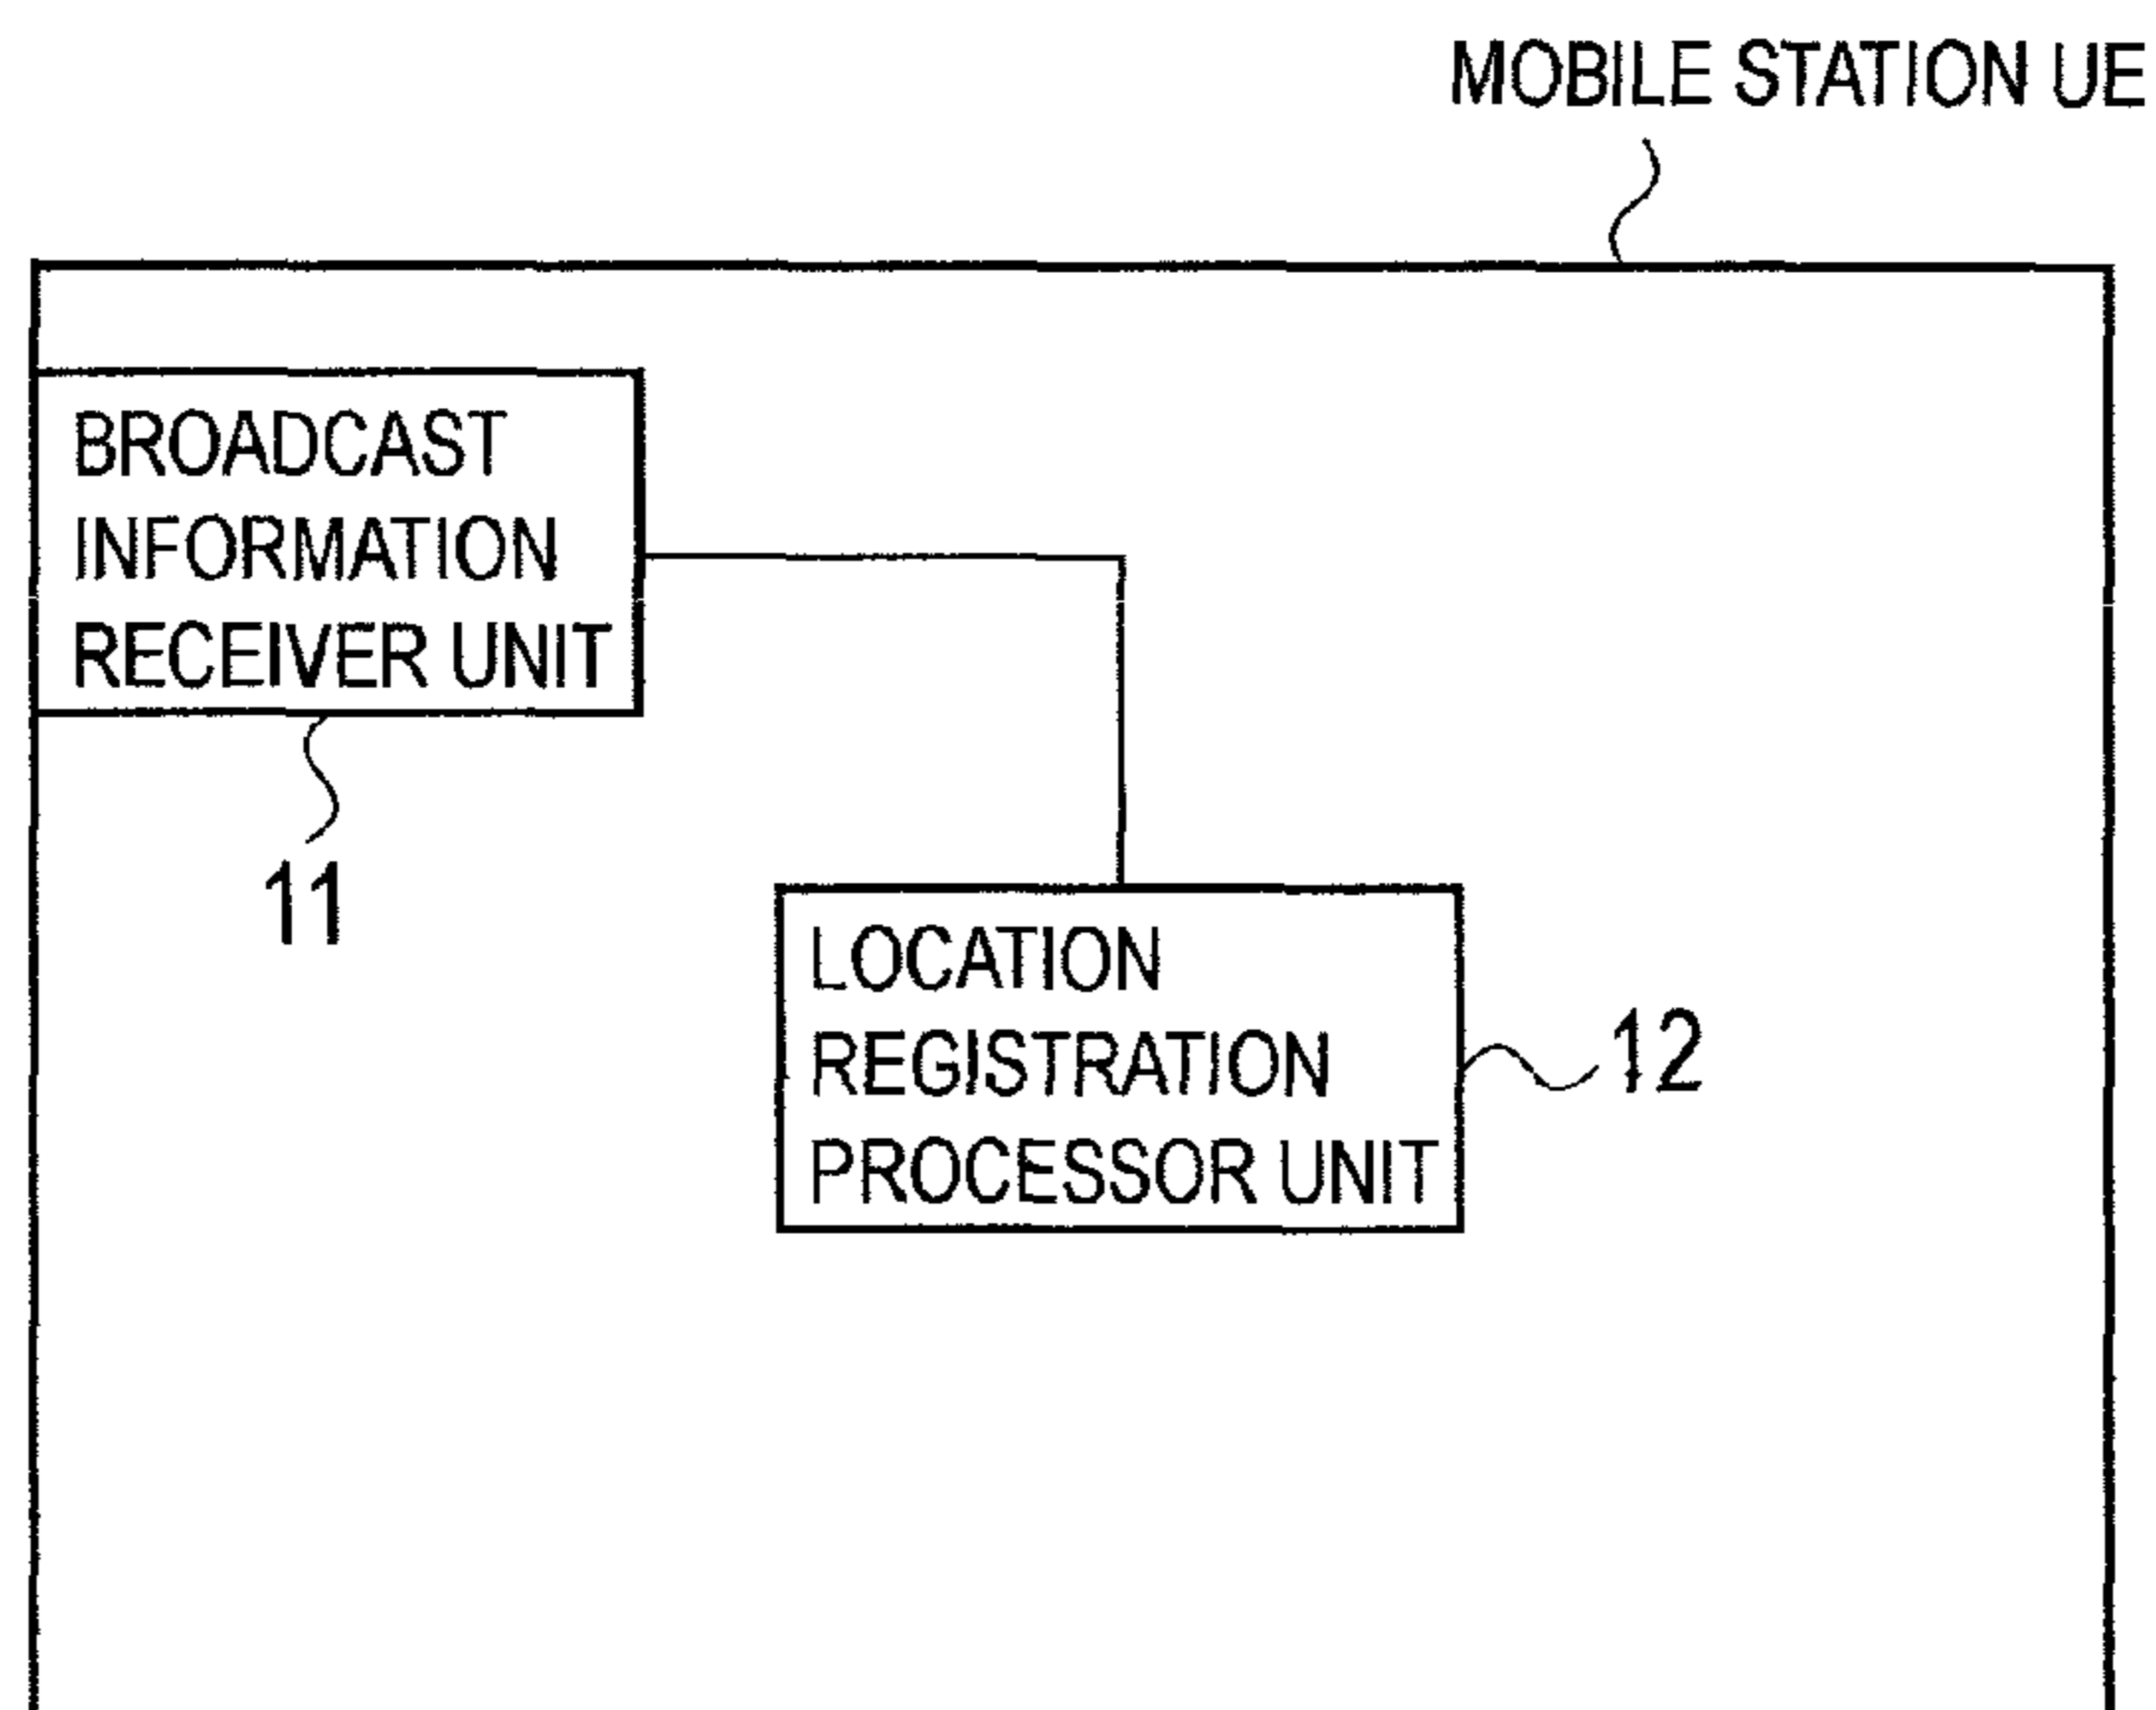 MOBILE STATION UE
BROADCAST
INFORMATION
RECEIVER UNIT
11
LOCATION
REGISTRATION
PROCESSOR UNIT
12